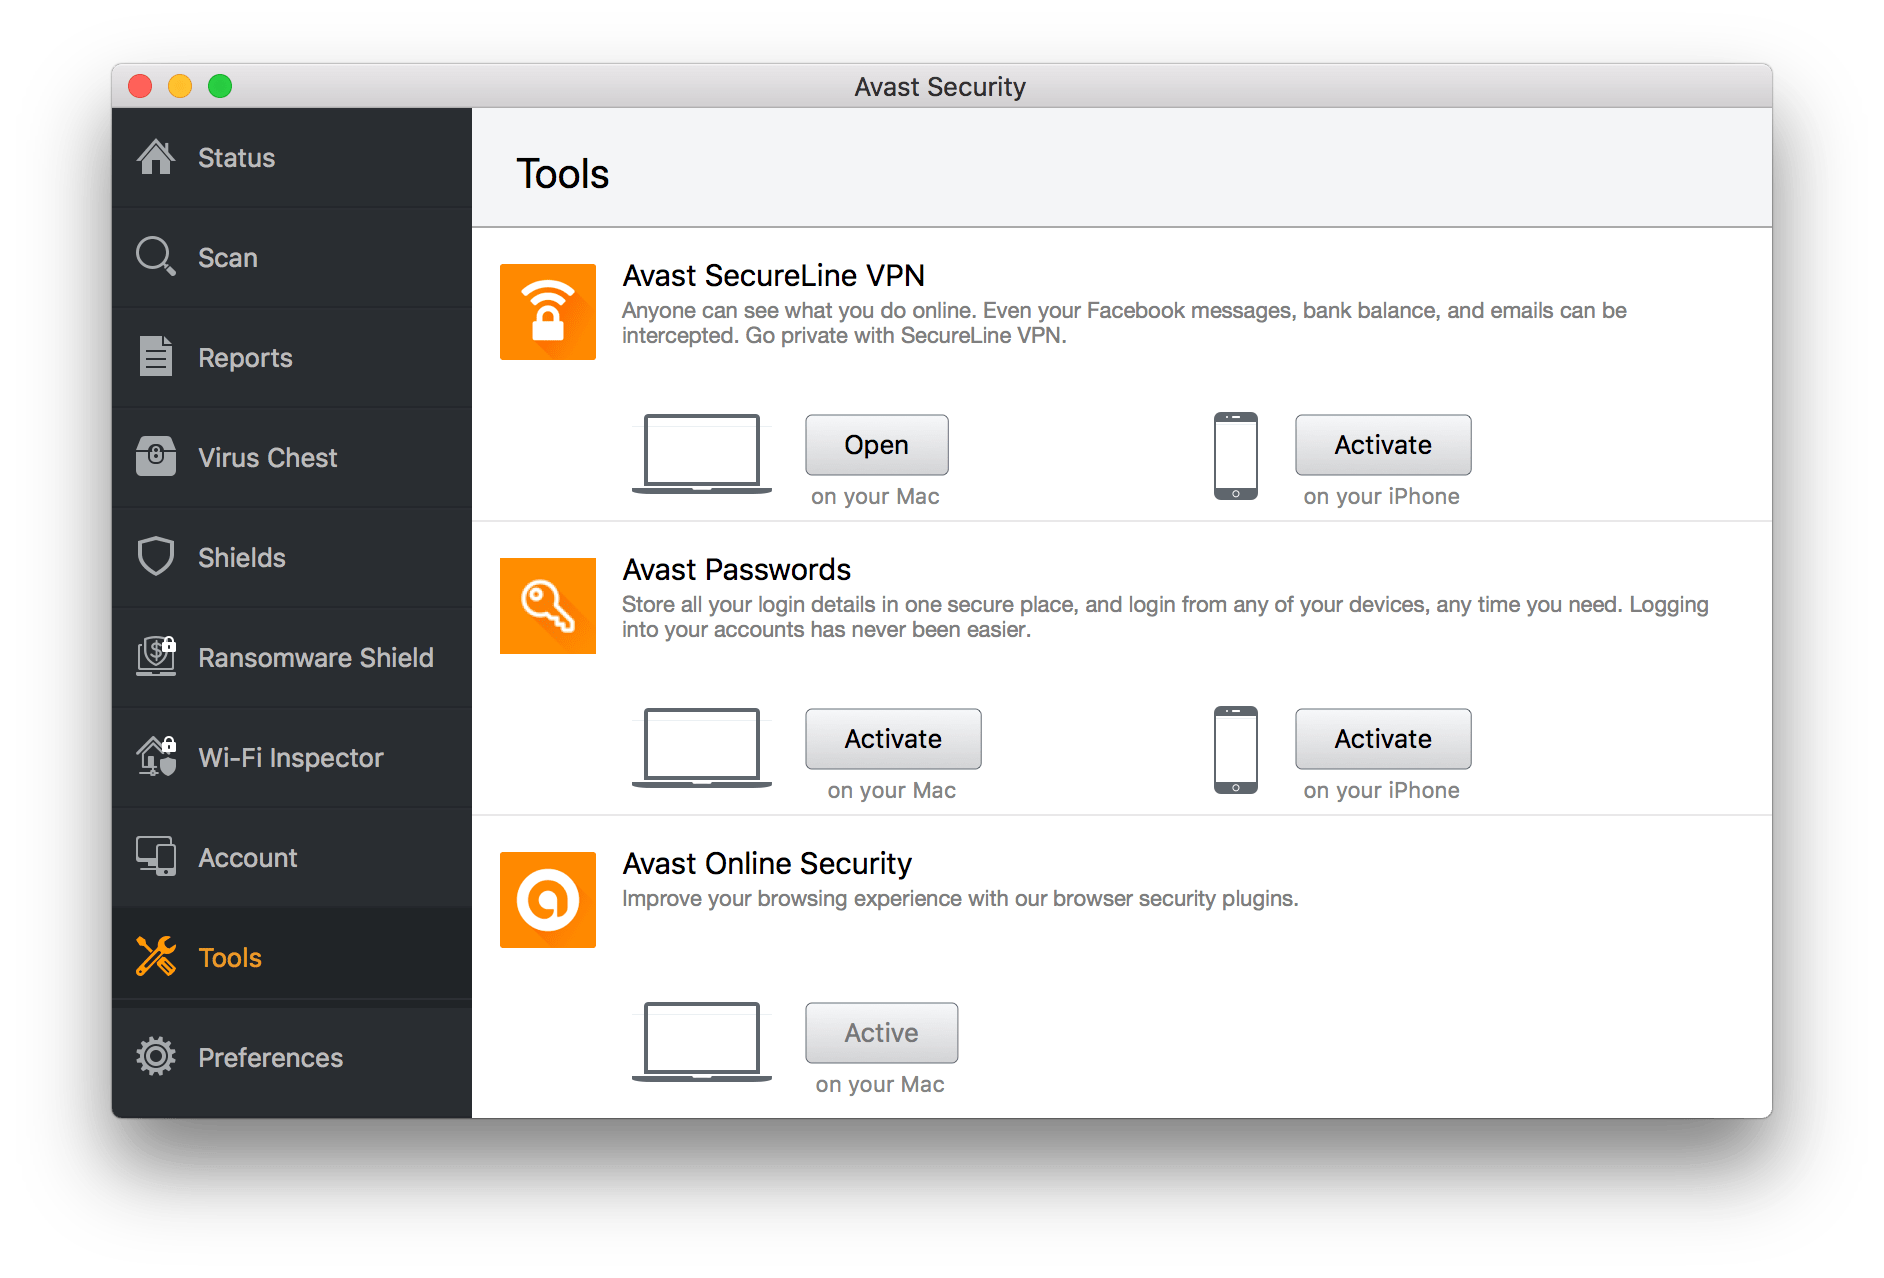 Avast Security
Status
Scan
Reports
Virus Chest
Shields
Ransomware Shield
Wi-Fi Inspector
Account
Tools
Preferences
Tools
Avast SecureLine VPN
Anyone can see what you do online. Even your Facebook messages, bank balance, and emails can be
intercepted. Go private with SecureLine VPN.
Open
on your Mac
Activate
on your iPhone
Avast Passwords
Store all your login details in one secure place, and login from any of your devices, any time you need. Logging
into your accounts has never been easier.
Activate
on your Mac
Activate
on your iPhone
Avast Online Security
Improve your browsing experience with our browser security plugins.
Active
on your Mac